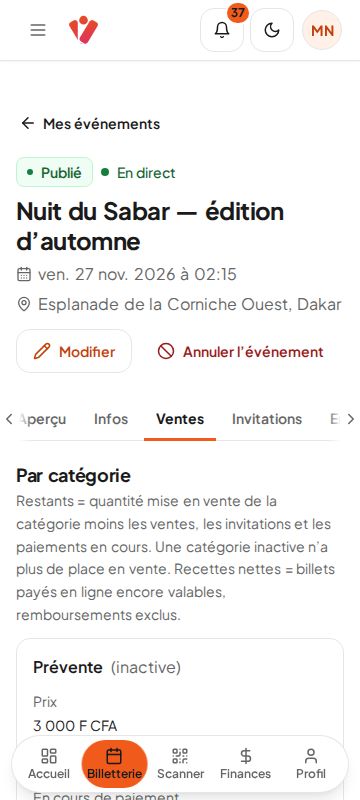 37
MN
Mes événements
Publié
En direct
Nuit du Sabar — édition
d’automne
ven. 27 nov. 2026 à 02:15
Esplanade de la Corniche Ouest, Dakar
Modifier
Annuler l’événement
Aperçu
Infos
Ventes
Invitations
Par catégorie
Restants = quantité mise en vente de la
catégorie moins les ventes, les invitations et les
paiements en cours. Une catégorie inactive n’a
plus de place en vente. Recettes nettes = billets
payés en ligne encore valables,
remboursements exclus.
Prévente (inactive)
Prix
3 000 F CFA
Accueil
Billetterie
Scanner
Finances
Profil
En cours de paiement